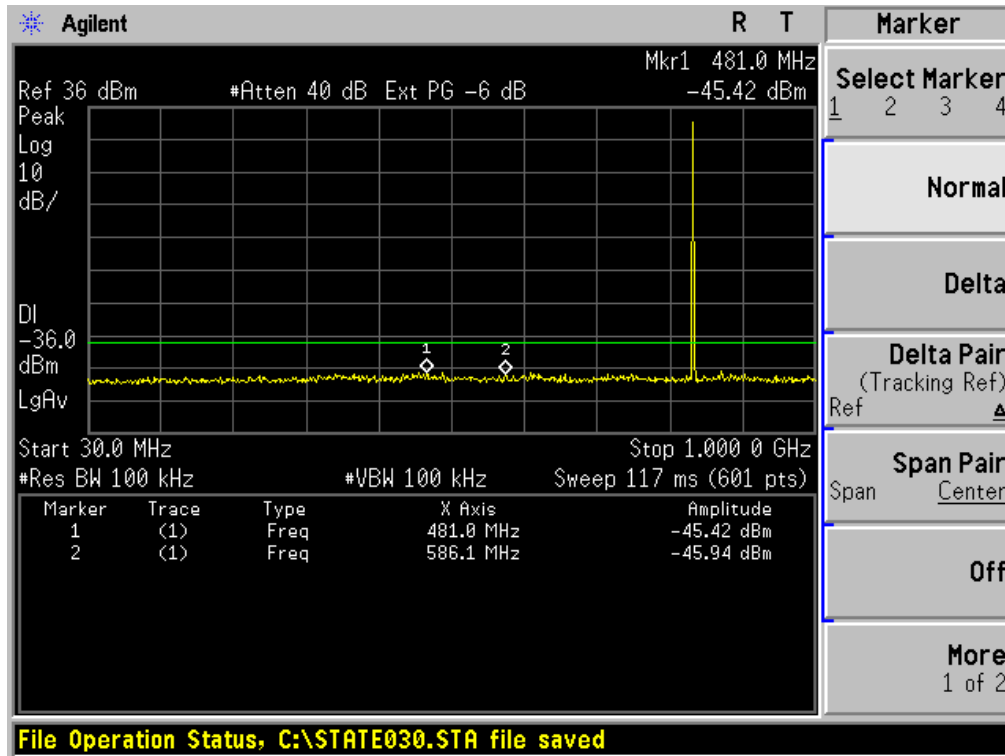 Agilent
R T
Marker
Mkr1 481.0 MHz
Ref 36 dBm #Atten 40 dB Ext PG -6 dB -45.42 dBm
Peak
Log
10
dB/
DI
-36.0
dBm
LgAv
1
2
Start 30.0 MHz Stop 1.000 0 GHz
#Res BW 100 kHz #VBW 100 kHz Sweep 117 ms (601 pts)
Marker Trace Type X Axis Amplitude
1 (1) Freq 481.0 MHz -45.42 dBm
2 (1) Freq 586.1 MHz -45.94 dBm
Select Marker
1 2 3 4
Normal
Delta
Delta Pair
(Tracking Ref)
Ref Δ
Span Pair
Span Center
Off
More
1 of 2
File Operation Status, C:\STATE030.STA file saved